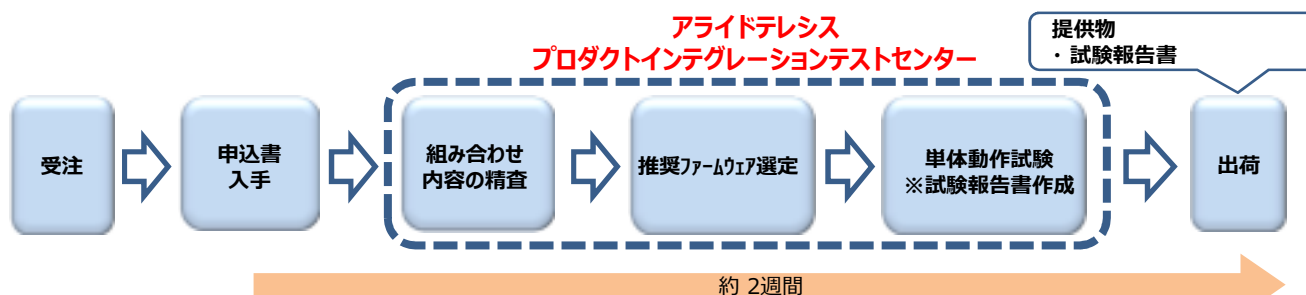 アライドテレシス
プロダクトインテグレーションテストセンター
提供物
・ 試験報告書
受注
申込書
入手
組み合わせ
内容の精査
推奨ﾌｧｰﾑｳｪｱ選定
単体動作試験
※試験報告書作成
出荷
約 2週間